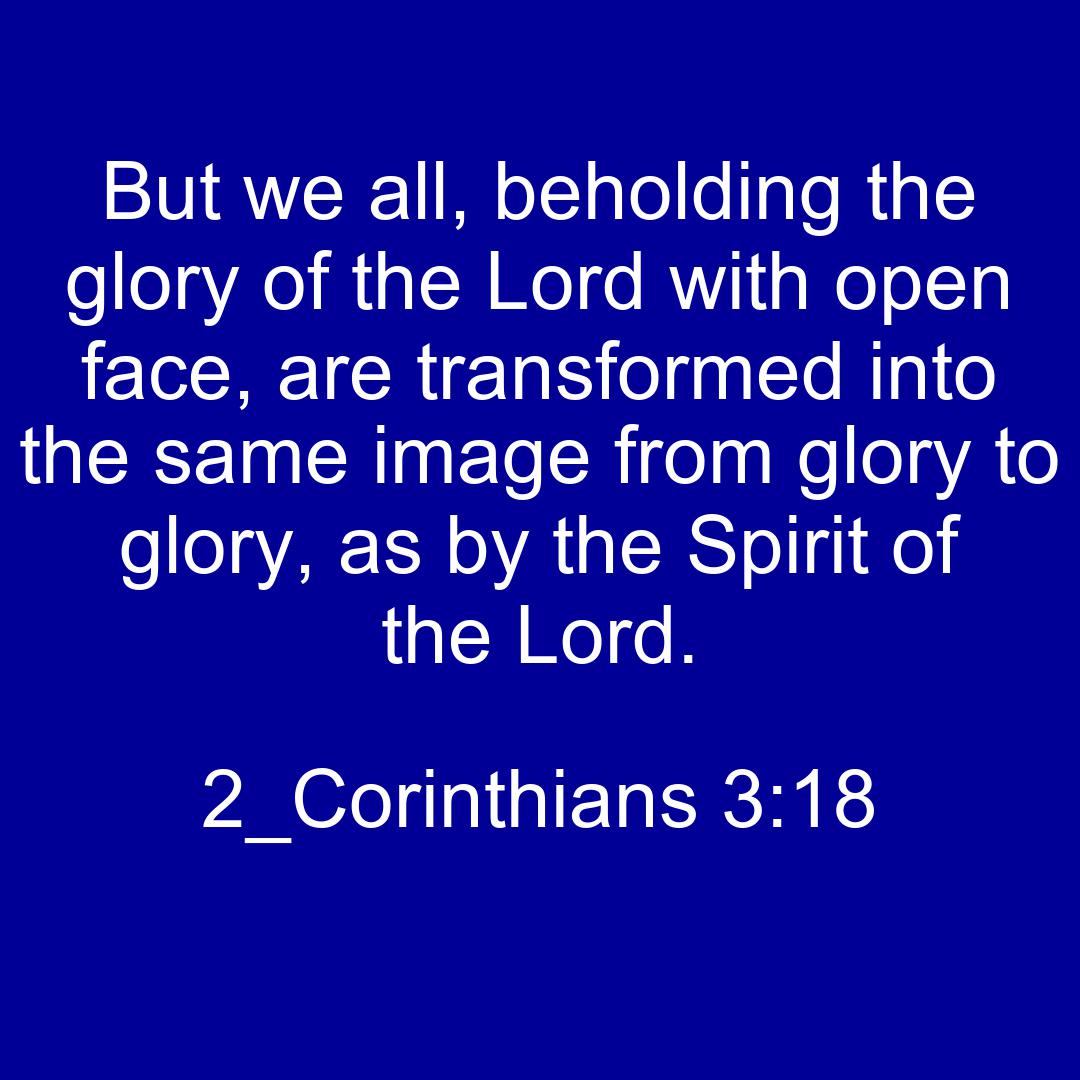 But we all, beholding the
glory of the Lord with open
face, are transformed into
the same image from glory to
glory, as by the Spirit of
the Lord.
2_Corinthians 3:18